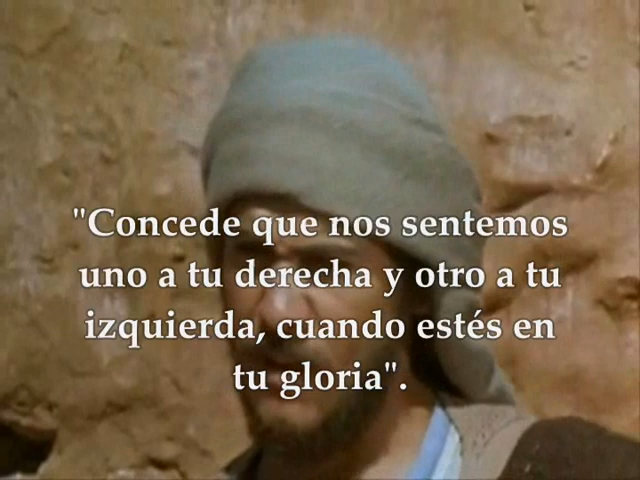 "Concede que nos sentemos
uno a tu derecha y otro a tu
izquierda, cuando estés en
tu gloria".